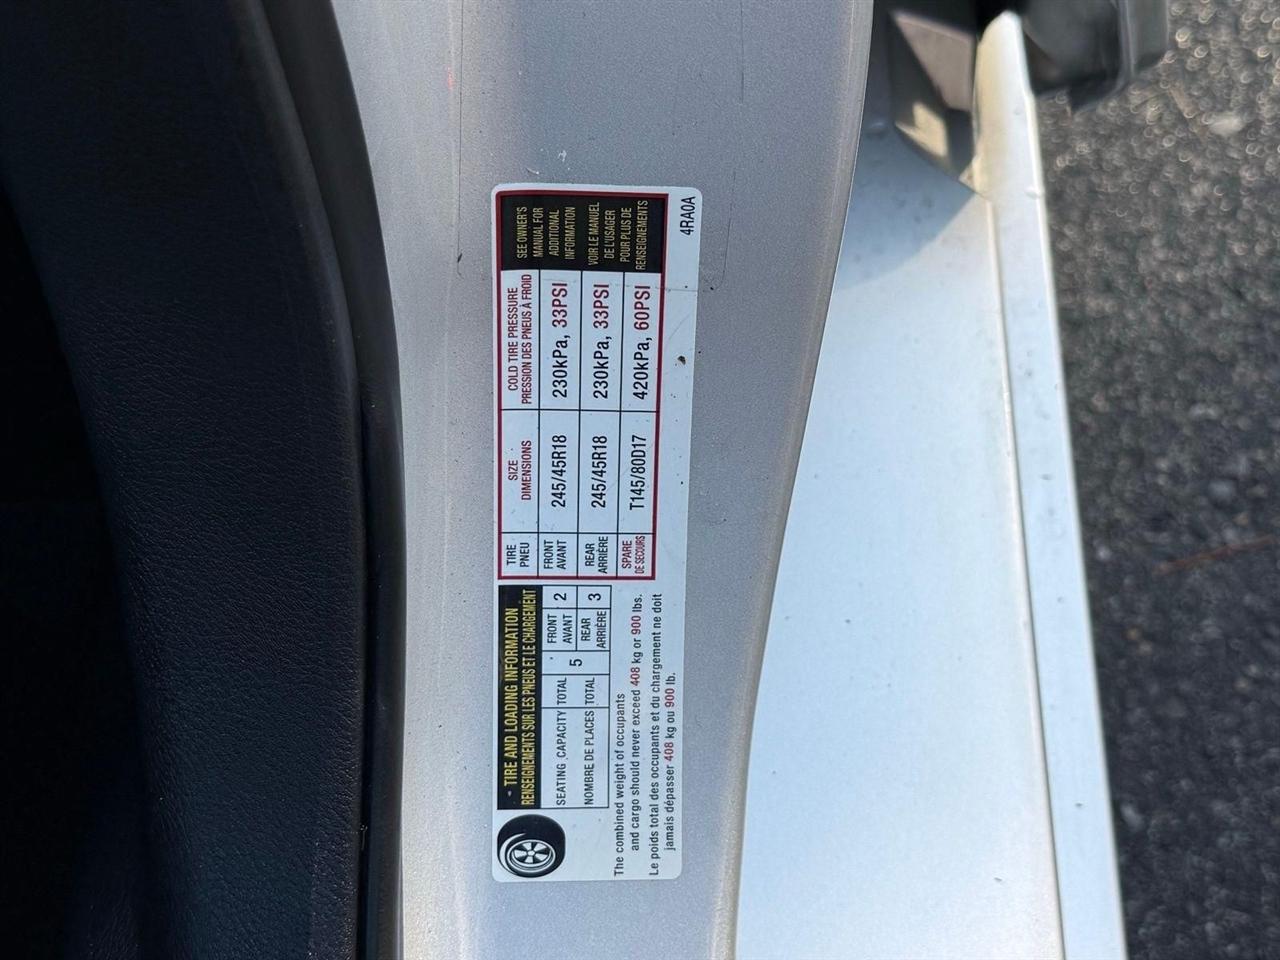 - TIRE AND LOADING INFORMATION
RENSEIGNEMENTS SUR LES PNEUS ET LE CHARGEMENT
SEATING CAPACITY TOTAL
NOMBRE DE PLACES TOTAL
5
FRONT
AVANT
2
REAR
ARRIÈRE
3
The combined weight of occupants
and cargo should never exceed 408 kg or 900 lbs.
Le poids total des occupants et du chargement ne doit
jamais dépasser 408 kg ou 900 lb.
TIRE
PNEU
SIZE
DIMENSIONS
COLD TIRE PRESSURE
PRESSION DES PNEUS À FROID
FRONT
AVANT
245/45R18
230kPa, 33PSI
REAR
ARRIÈRE
245/45R18
230kPa, 33PSI
SPARE
DE SECOURS
T145/80D17
420kPa, 60PSI
SEE OWNER'S
MANUAL FOR
ADDITIONAL
INFORMATION
VOIR LE MANUEL
DE L'USAGER
POUR PLUS DE
RENSEIGNEMENTS
4RA0A